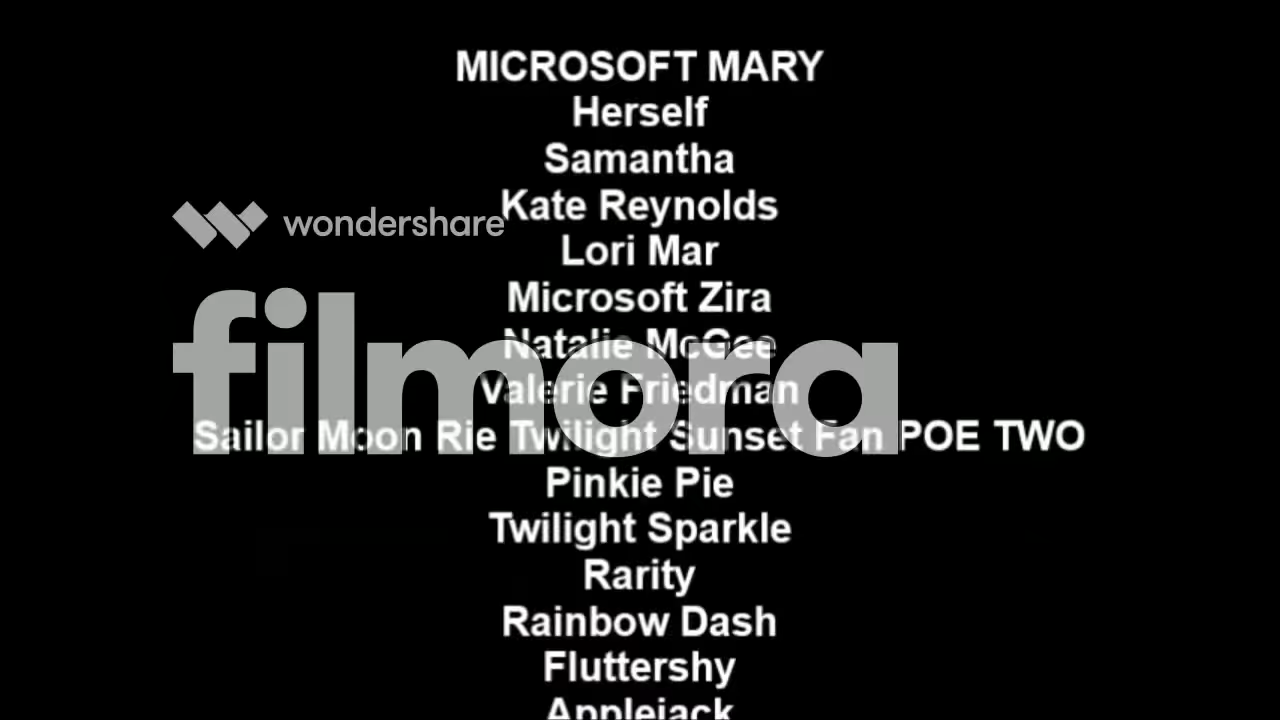 MICROSOFT MARY
Herself
Samantha
Kate Reynolds
wondershare
Lori Mar
Microsoft Zira
filmora
Natalie McGee
Valerie Friedman
Sailor Moon Rie Twilight Sunset Fan POE TWO
Pinkie Pie
Twilight Sparkle
Rarity
Rainbow Dash
Fluttershy
Applejack